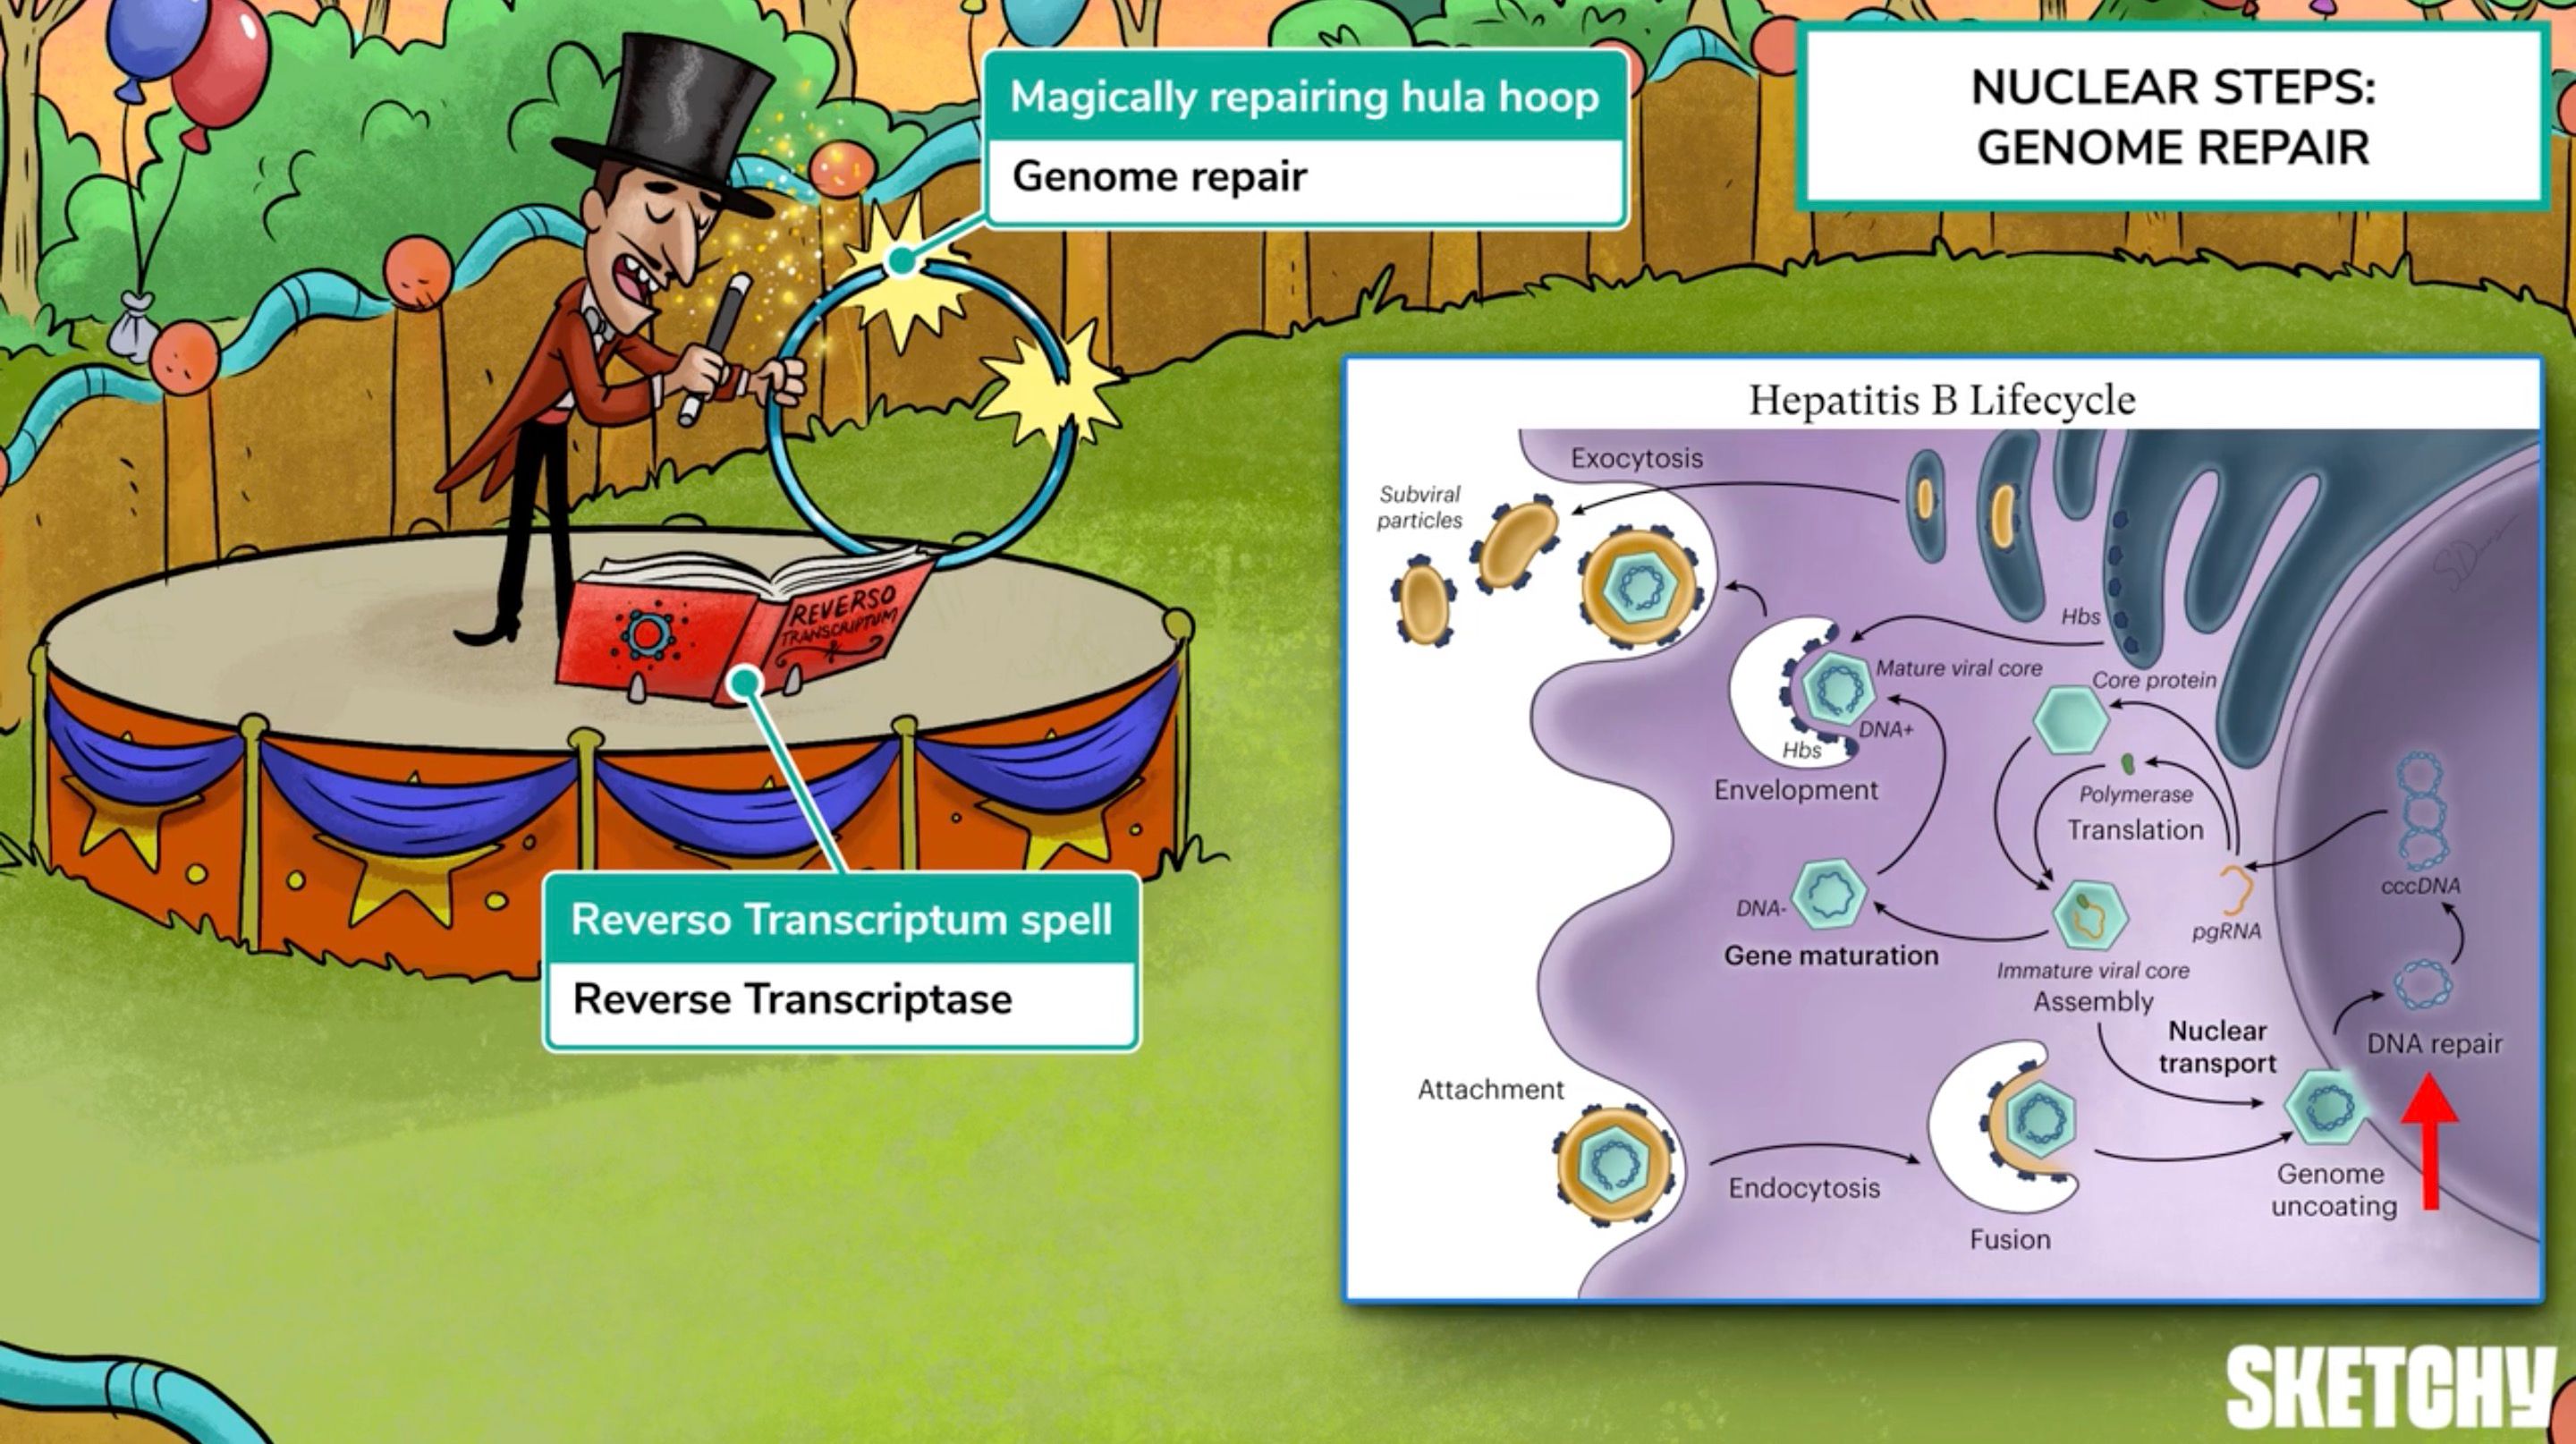 Magically repairing hula hoop
Genome repair
NUCLEAR STEPS:
GENOME REPAIR
REVERSO
TRANSCRIPTUM
Reverso Transcriptum spell
Reverse Transcriptase
Hepatitis B Lifecycle
Exocytosis
Subviral
particles
Hbs
Mature viral core
Core protein
DNA+
Hbs
Envelopment
Polymerase
Translation
cccDNA
DNA-
pgRNA
Gene maturation
Immature viral core
Assembly
Nuclear
transport
DNA repair
Attachment
Genome
uncoating
Endocytosis
Fusion
SKETCHY